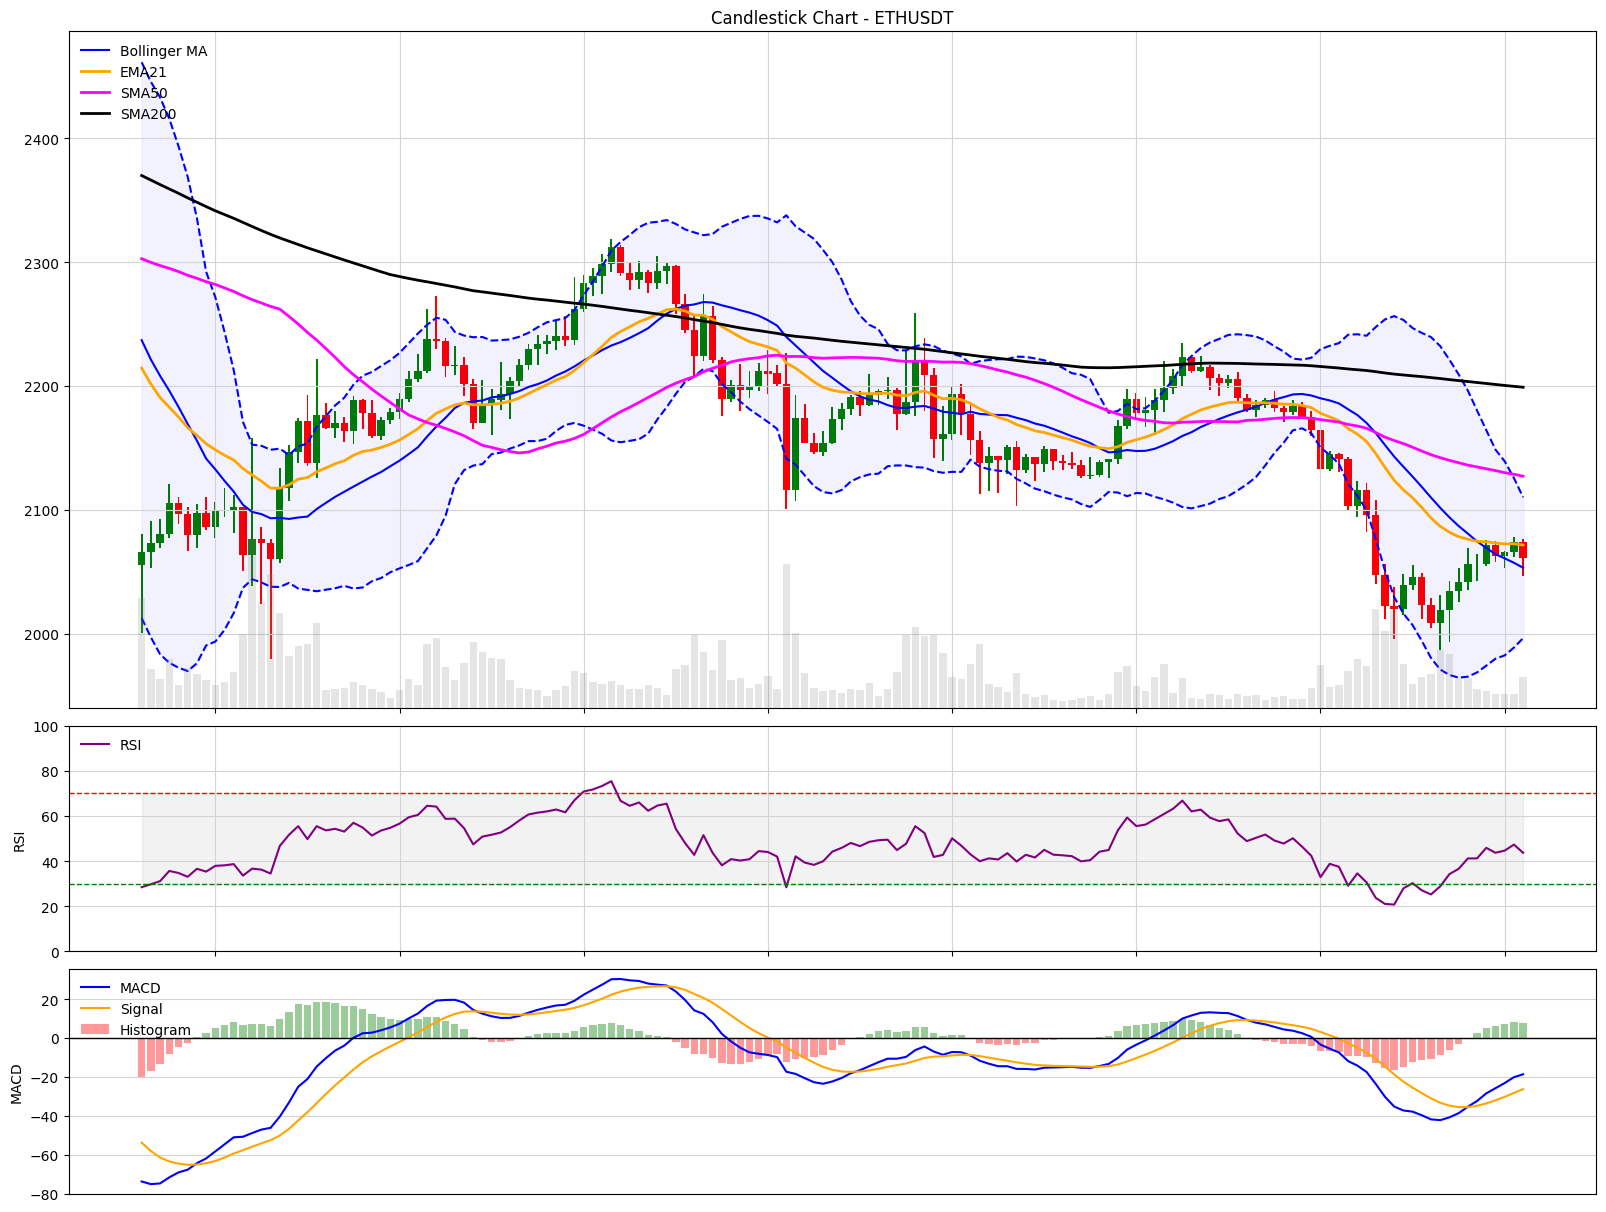 Candlestick Chart - ETHUSDT
Bollinger MA
EMA21
SMA50
SMA200
2400
2300
2200
2100
2000
RSI
100
80
60
40
20
0
RSI
MACD
Signal
Histogram
20
0
−20
−40
−60
−80
MACD